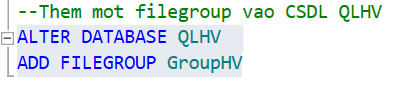 --Them mot filegroup vao CSDL QLHV
ALTER DATABASE QLHV
ADD FILEGROUP GroupHV